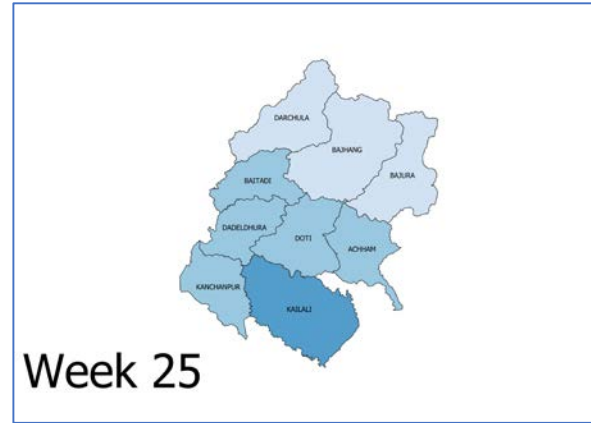 DARCHULA
BAJHANG
BAJURA
BAITADI
DADELDHURA
DOTI
ACHHAM
KANCHANPUR
KAILALI
Week 25